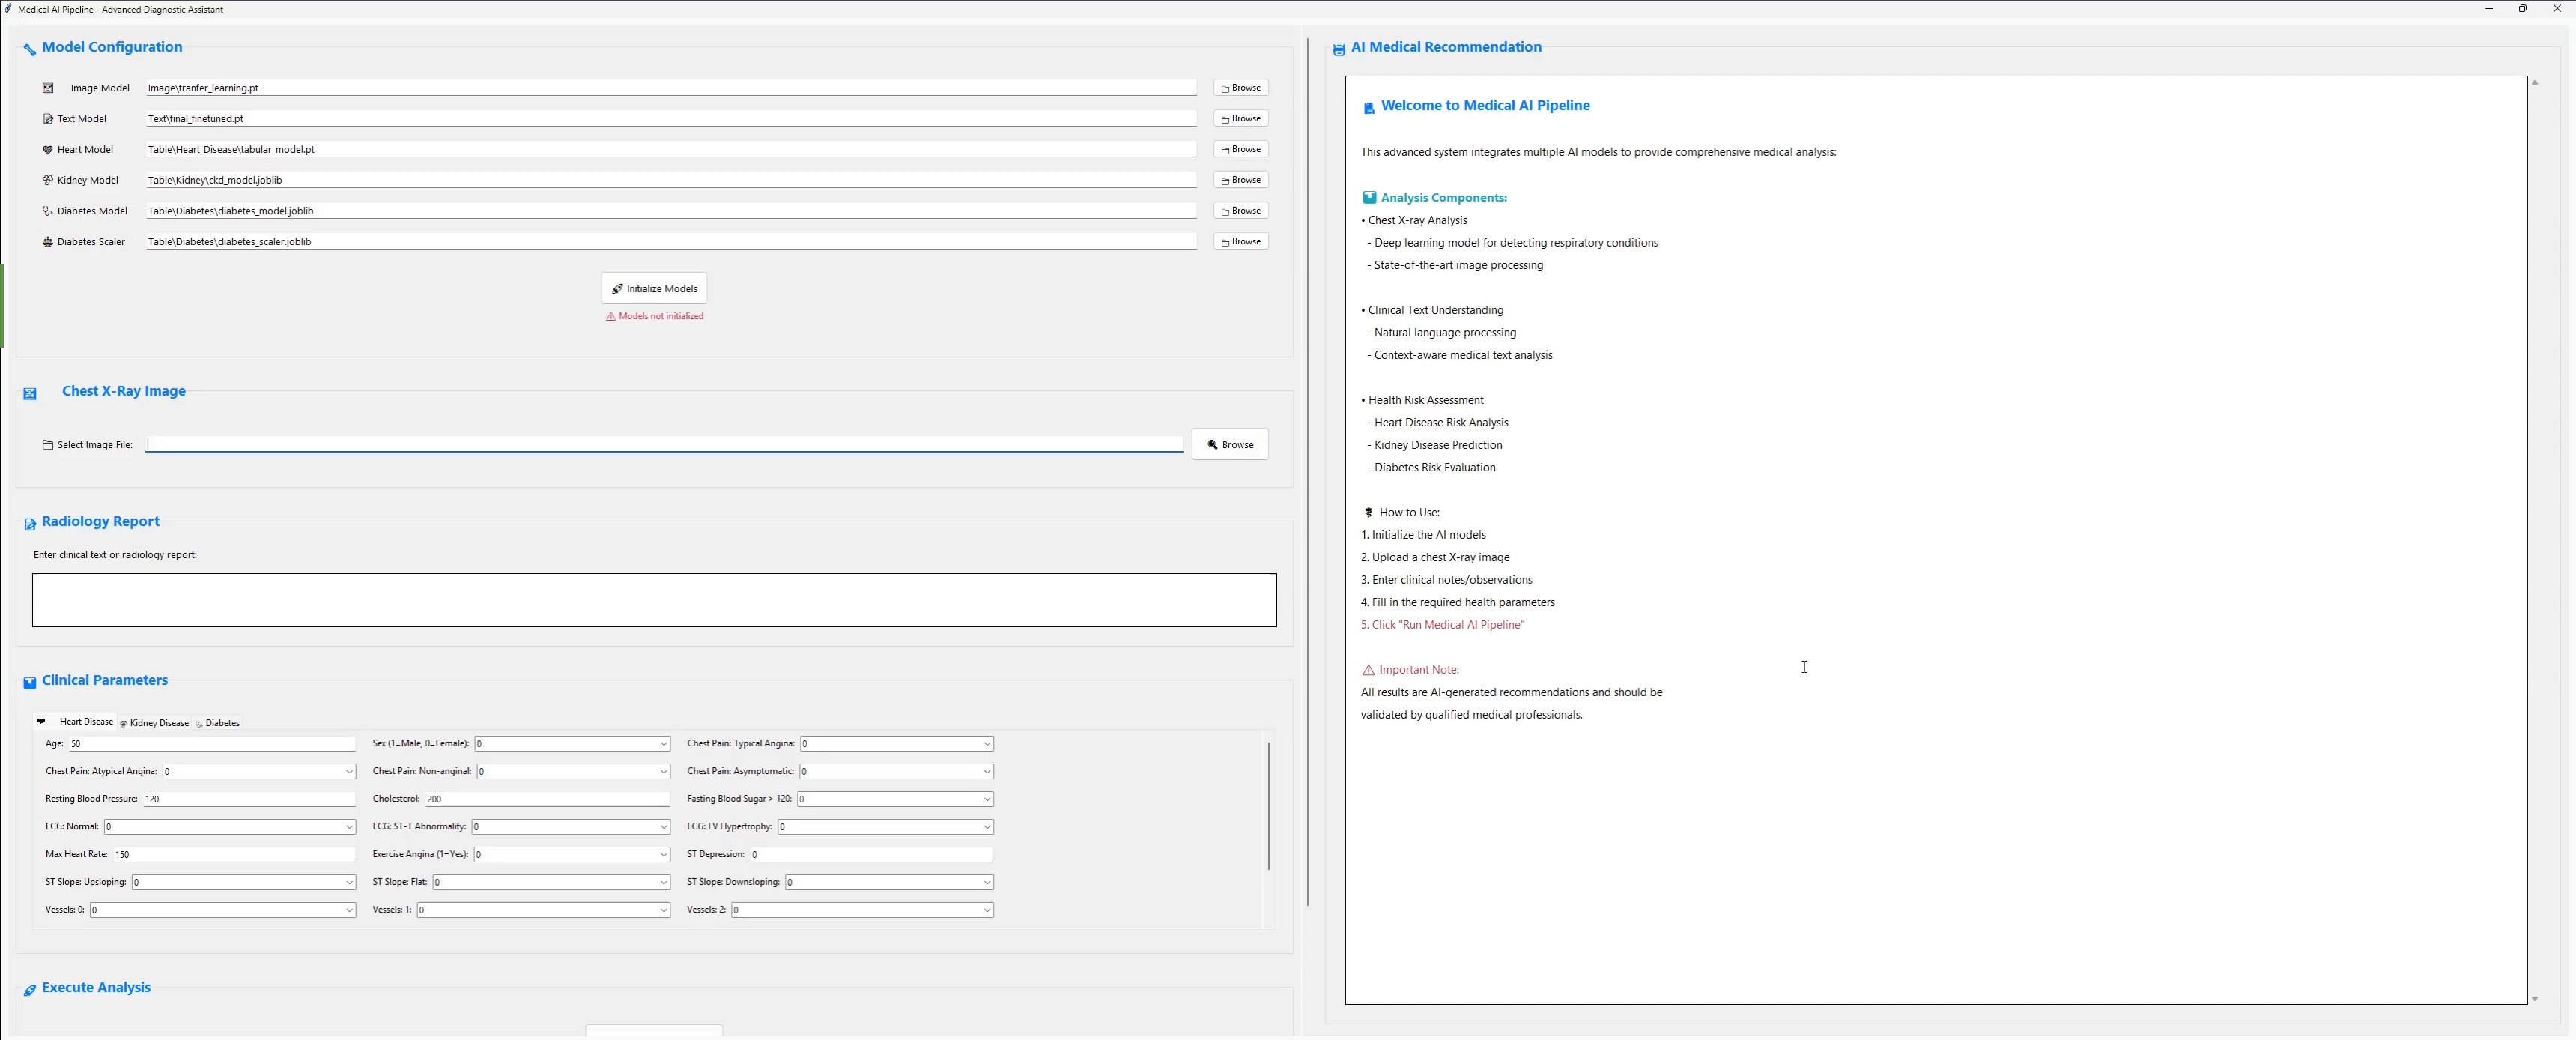 Medical AI Pipeline - Advanced Diagnostic Assistant
Model Configuration
Image Model Image\tranfer_learning.pt Browse
Text Model Text\final_finetuned.pt Browse
Heart Model Table\Heart_Disease\tabular_model.pt Browse
Kidney Model Table\Kidney\ckd_model.joblib Browse
Diabetes Model Table\Diabetes\diabetes_model.joblib Browse
Diabetes Scaler Table\Diabetes\diabetes_scaler.joblib Browse
Initialize Models
Models not initialized
Chest X-Ray Image
Select Image File: Browse
Radiology Report
Enter clinical text or radiology report:
Clinical Parameters
Heart Disease Kidney Disease Diabetes
Age: 50 Sex (1=Male, 0=Female): 0 Chest Pain: Typical Angina: 0
Chest Pain: Atypical Angina: 0 Chest Pain: Non-anginal: 0 Chest Pain: Asymptomatic: 0
Resting Blood Pressure: 120 Cholesterol: 200 Fasting Blood Sugar > 120: 0
ECG: Normal: 0 ECG: ST-T Abnormality: 0 ECG: LV Hypertrophy: 0
Max Heart Rate: 150 Exercise Angina (1=Yes): 0 ST Depression: 0
ST Slope: Upsloping: 0 ST Slope: Flat: 0 ST Slope: Downsloping: 0
Vessels: 0: 0 Vessels: 1: 0 Vessels: 2: 0
Execute Analysis
AI Medical Recommendation
Welcome to Medical AI Pipeline
This advanced system integrates multiple AI models to provide comprehensive medical analysis:
Analysis Components:
• Chest X-ray Analysis
- Deep learning model for detecting respiratory conditions
- State-of-the-art image processing
• Clinical Text Understanding
- Natural language processing
- Context-aware medical text analysis
• Health Risk Assessment
- Heart Disease Risk Analysis
- Kidney Disease Prediction
- Diabetes Risk Evaluation
How to Use:
1. Initialize the AI models
2. Upload a chest X-ray image
3. Enter clinical notes/observations
4. Fill in the required health parameters
5. Click "Run Medical AI Pipeline"
Important Note:
All results are AI-generated recommendations and should be
validated by qualified medical professionals.